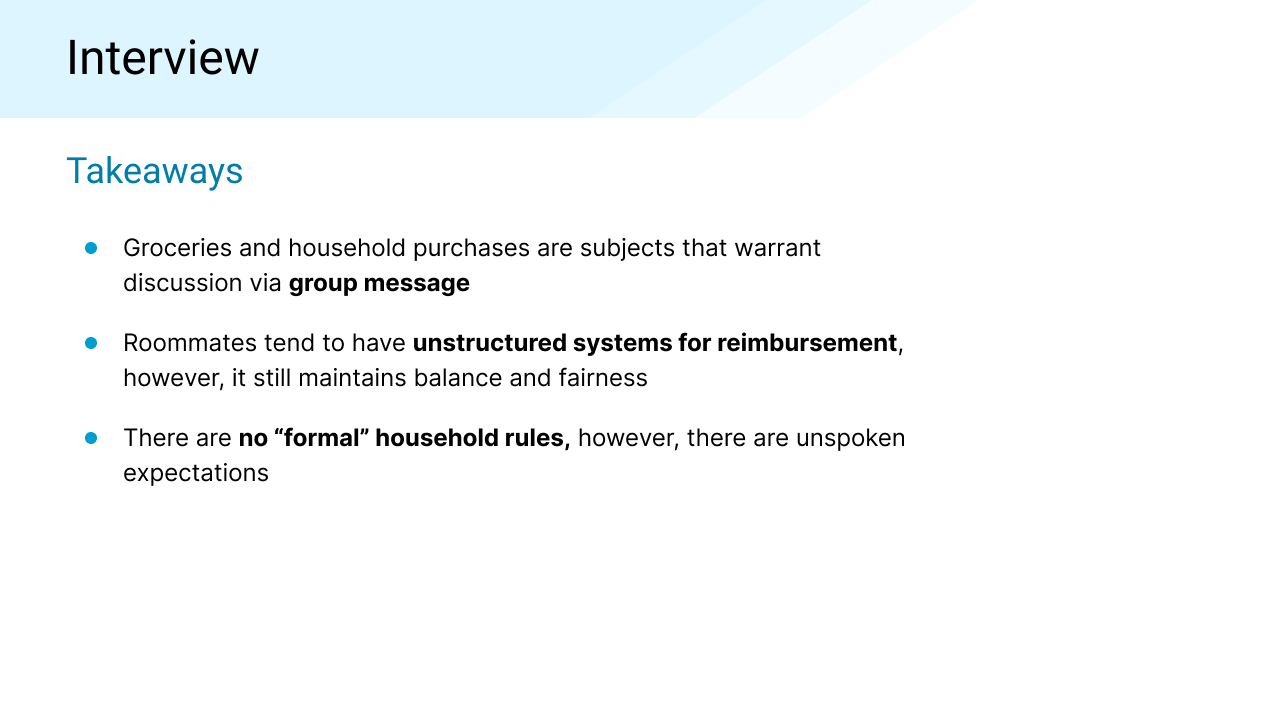 Interview
Takeaways
Groceries and household purchases are subjects that warrant
discussion via group message
Roommates tend to have unstructured systems for reimbursement,
however, it still maintains balance and fairness
There are no “formal” household rules, however, there are unspoken
expectations